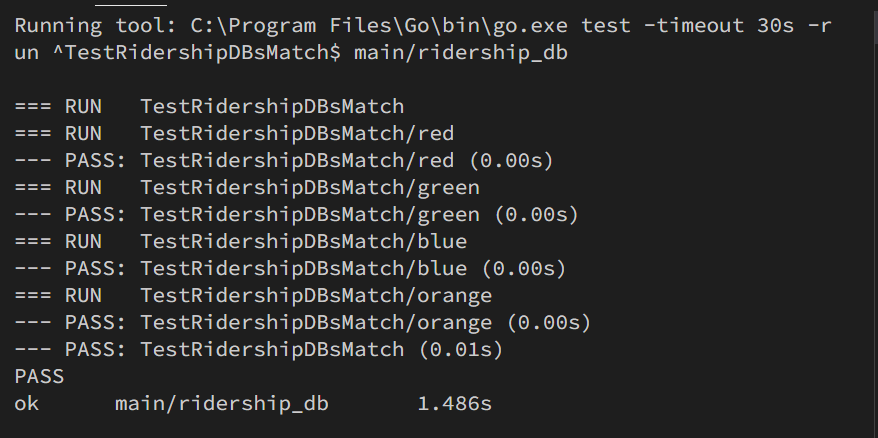 Running tool: C:\Program Files\Go\bin\go.exe test -timeout 30s -r
un ^TestRidershipDBsMatch$ main/ridership_db
=== RUN   TestRidershipDBsMatch
=== RUN   TestRidershipDBsMatch/red
--- PASS: TestRidershipDBsMatch/red (0.00s)
=== RUN   TestRidershipDBsMatch/green
--- PASS: TestRidershipDBsMatch/green (0.00s)
=== RUN   TestRidershipDBsMatch/blue
--- PASS: TestRidershipDBsMatch/blue (0.00s)
=== RUN   TestRidershipDBsMatch/orange
--- PASS: TestRidershipDBsMatch/orange (0.00s)
--- PASS: TestRidershipDBsMatch (0.01s)
PASS
ok      main/ridership_db       1.486s